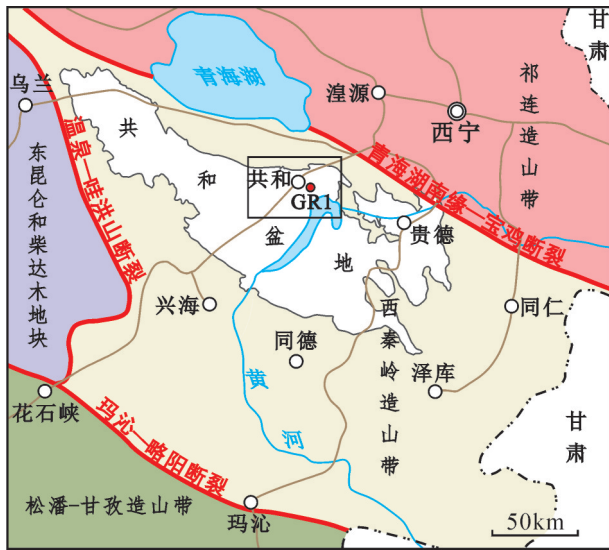 甘肃
青海湖
祁连造山带
湟源
乌兰
西宁
共和盆地
共和
GR1
温泉—哇洪山断裂
青海湖南缘—宝鸡断裂
东昆仑和柴达木地块
贵德
兴海
同仁
西秦岭造山带
同德
泽库
黄河
花石峡
甘肃
玛沁—略阳断裂
松潘-甘孜造山带
玛沁
50km